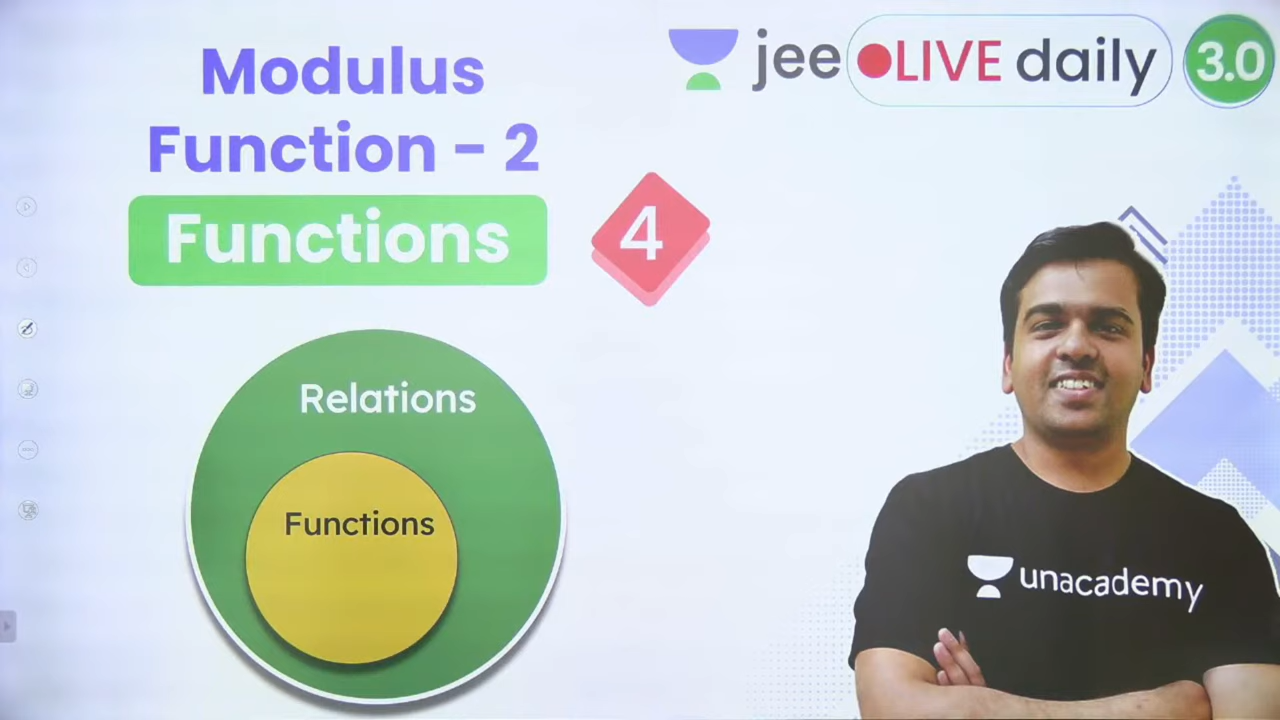 Modulus
Function - 2
Functions
4
jee LIVE daily 3.0
Relations
Functions
unacademy